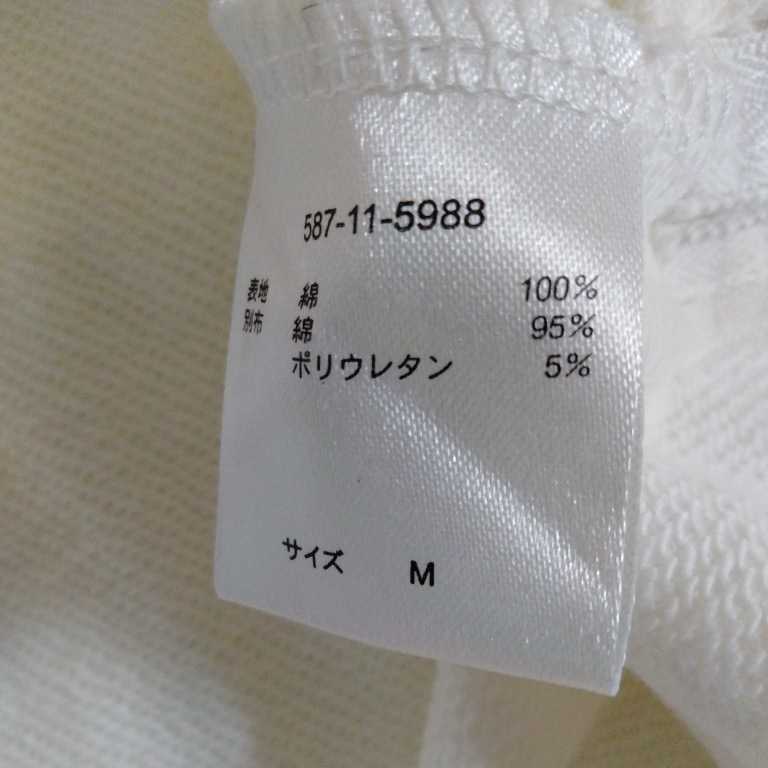 587-11-5988
表地 綿 100%
別布 綿 95%
ポリウレタン 5%
サイズ M